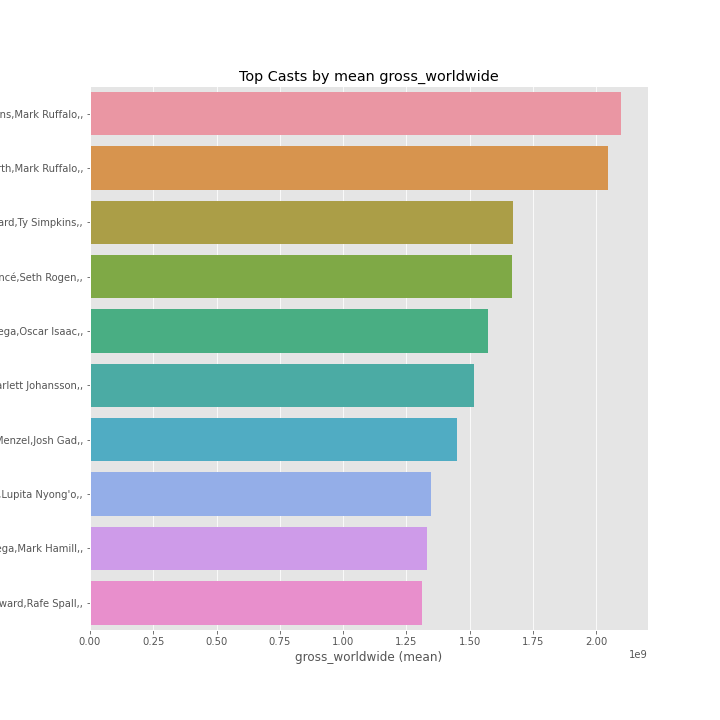 Top Casts by mean gross_worldwide
ns,Mark Ruffalo,,
rth,Mark Ruffalo,,
ard,Ty Simpkins,,
ncé,Seth Rogen,,
ega,Oscar Isaac,,
arlett Johansson,,
Menzel,Josh Gad,,
,Lupita Nyong'o,,
ega,Mark Hamill,,
ward,Rafe Spall,,
0.00 0.25 0.50 0.75 1.00 1.25 1.50 1.75 2.00
1e9
gross_worldwide (mean)